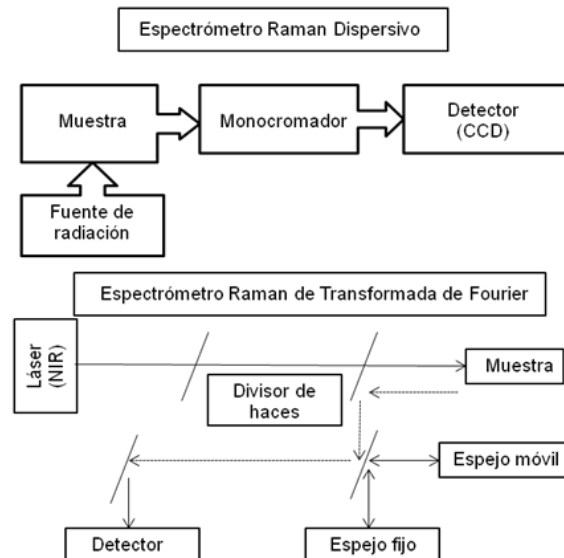 Espectrómetro Raman Dispersivo
Muestra
Monocromador
Detector
(CCD)
Fuente de
radiación
Espectrómetro Raman de Transformada de Fourier
Láser
(NIR)
Muestra
Divisor de
haces
Espejo móvil
Detector
Espejo fijo